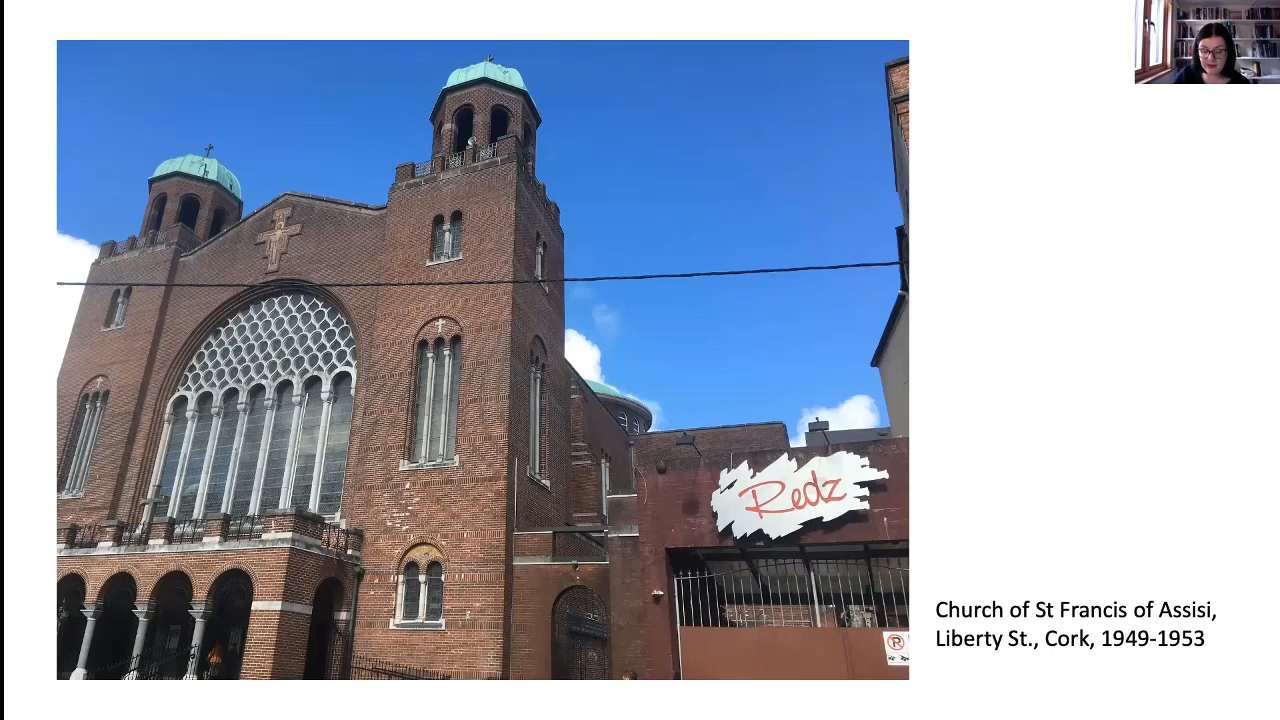 Redz
Church of St Francis of Assisi,
Liberty St., Cork, 1949-1953